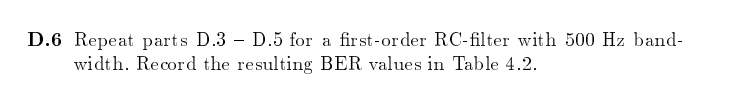 D.6 Repeat parts D.3 – D.5 for a first-order RC-filter with 500 Hz band-
width. Record the resulting BER values in Table 4.2.